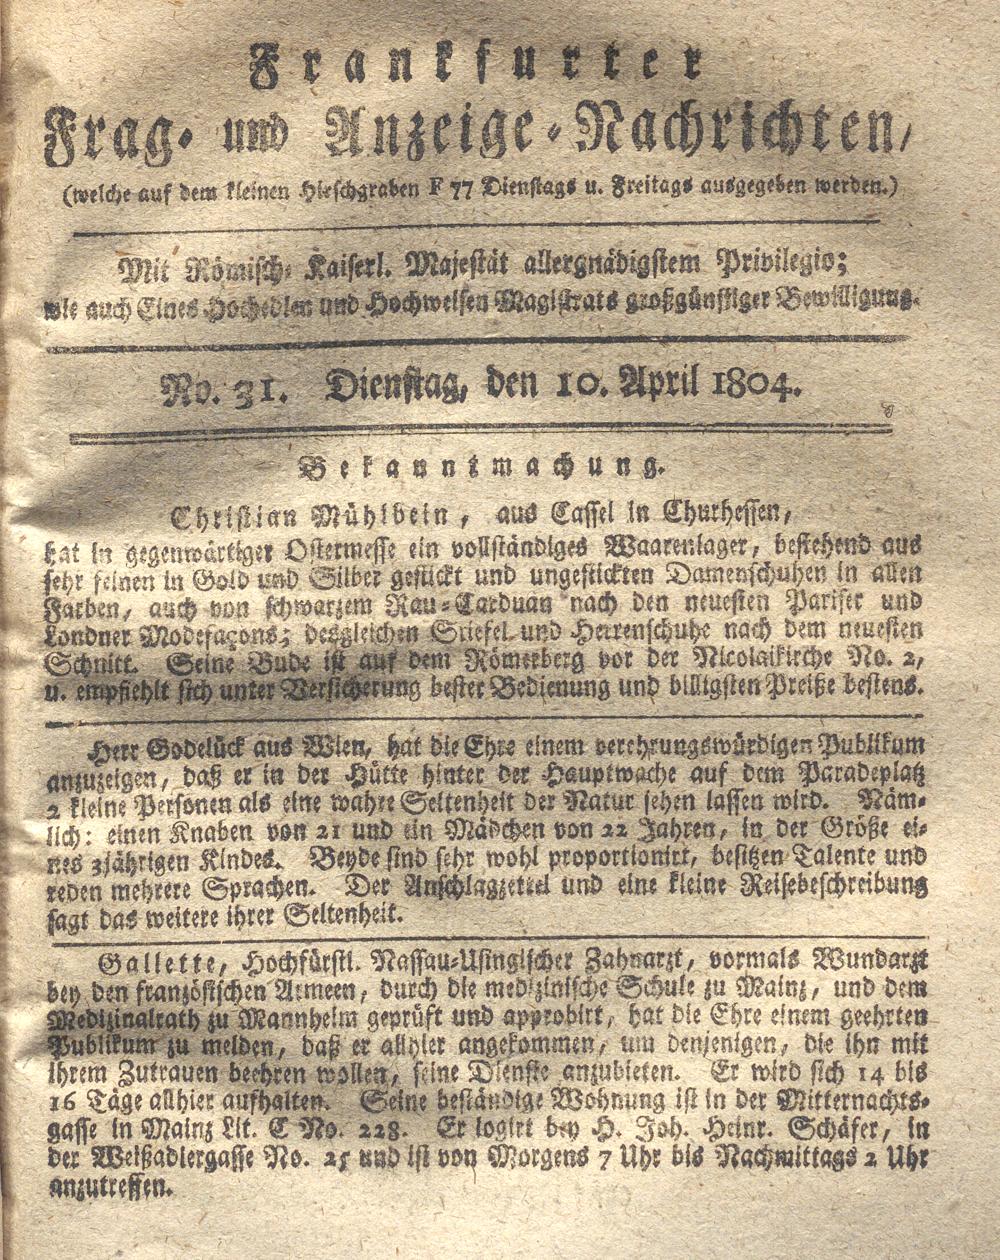 Frankfurter
Frag- und Anzeige-Nachrichten,
(welche auf dem kleinen Hirschgraben F 77 Dienstags u. Freitags ausgegeben werden.)
Mit Römisch- Kaiserl. Majestät allergnädigstem Privilegio;
wie auch Eines Hochedlen und Hochweisen Magistrats großgünstiger Bewilligung.
No. 31. Dienstag, den 10. April 1804.
Bekanntmachung.
Christian Mühlbein, aus Cassel in Churhessen,
hat in gegenwärtiger Ostermesse ein vollständiges Waarenlager, bestehend aus
sehr feinen in Gold und Silber gestickt und ungestickten Damenschuhen in allen
Farben, auch von schwarzem Rau-Carduan nach den neuesten Pariser und
Londner Modefaçons; desgleichen Stiefel und Herrenschuhe nach dem neuesten
Schnitt. Seine Bude ist auf dem Römerberg vor der Nicolaikirche No. 2,
u. empfiehlt sich unter Versicherung bester Bedienung und billigsten Preiße bestens.
Herr Godelück aus Wien, hat die Ehre einem verehrungswürdigen Publikum
anzuzeigen, daß er in der Hütte hinter der Hauptwache auf dem Paradeplatz
2 kleine Personen als eine wahre Seltenheit der Natur sehen lassen wird. Näm-
lich: einen Knaben von 21 und ein Mädchen von 22 Jahren, in der Größe ei-
nes 3jährigen Kindes. Beyde sind sehr wohl proportionirt, besitzen Talente und
reden mehrere Sprachen. Der Anschlagzettel und eine kleine Reisebeschreibung
sagt das weitere ihrer Seltenheit.
Gallette, Hochfürstl. Nassau-Usingischer Zahnarzt, vormals Wundarzt
bey den französischen Armeen, durch die medizinische Schule zu Mainz, und dem
Medizinalrath zu Mannheim geprüft und approbirt, hat die Ehre einem geehrten
Publikum zu melden, daß er allhier angekommen, um denjenigen, die ihn mit
ihrem Zutrauen beehren wollen, seine Dienste anzubieten. Er wird sich 14 bis
16 Täge allhier aufhalten. Seine beständige Wohnung ist in der Mitternachts-
gasse in Mainz Lit. C No. 228. Er logirt bey H. Joh. Heinr. Schäfer, in
der Weißadlergasse No. 25 und ist von Morgens 7 Uhr bis Nachmittags 2 Uhr
anzutreffen.